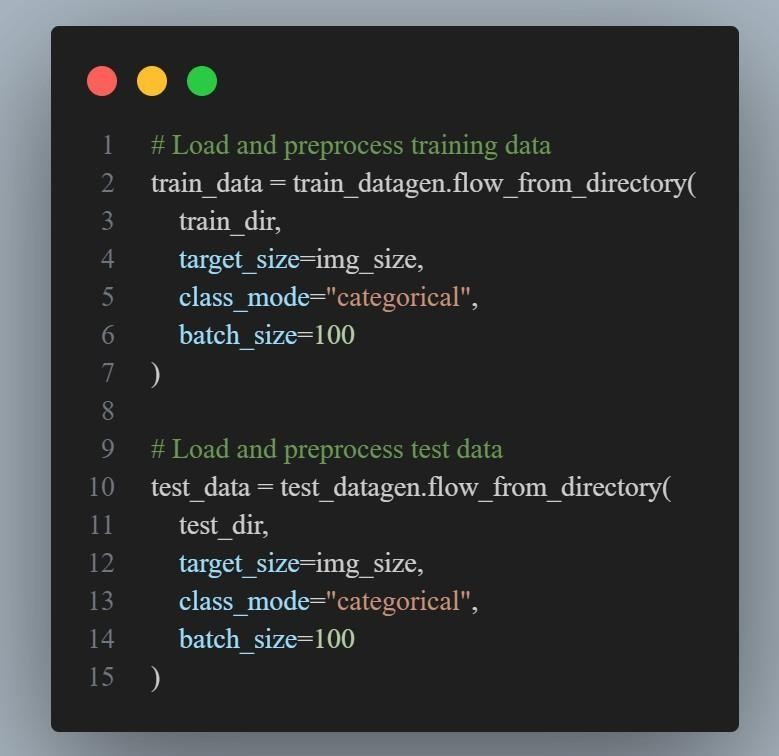 1 # Load and preprocess training data
2 train_data = train_datagen.flow_from_directory(
3     train_dir,
4     target_size=img_size,
5     class_mode="categorical",
6     batch_size=100
7 )
8
9 # Load and preprocess test data
10 test_data = test_datagen.flow_from_directory(
11     test_dir,
12     target_size=img_size,
13     class_mode="categorical",
14     batch_size=100
15 )